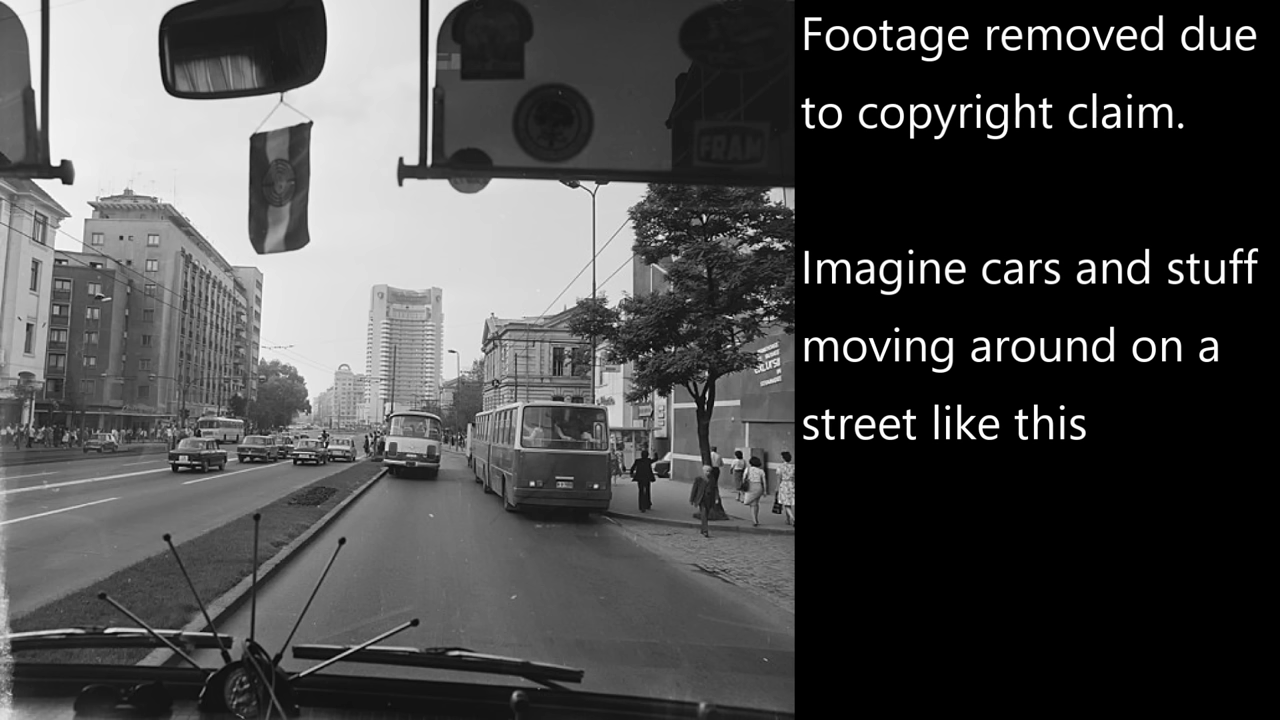 FRAM
Footage removed due
to copyright claim.
Imagine cars and stuff
moving around on a
street like this